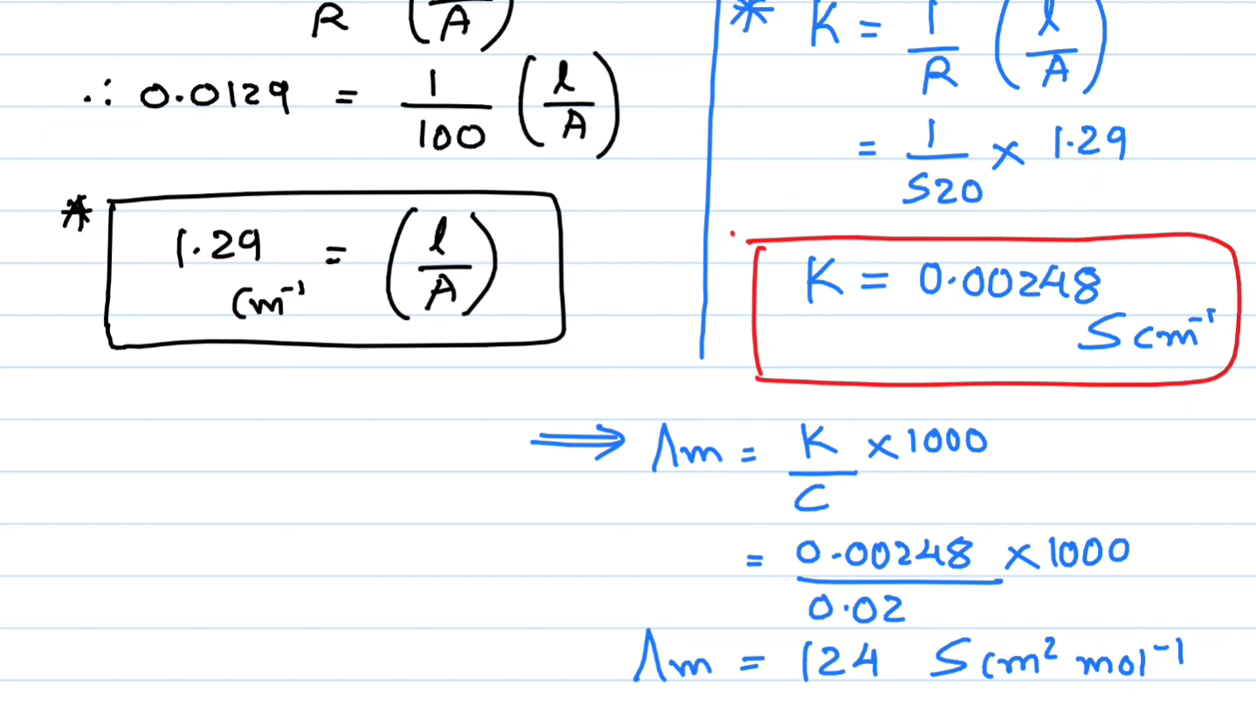 R (/A)
∴ 0.0129 = 1/100 (l/A)
* 1.29 cm⁻¹ = (l/A)
* K = 1/R (l/A)
= 1/520 × 1.29
K = 0.00248
S cm⁻¹
⟹ Λm = K/C × 1000
= 0.00248/0.02 × 1000
Λm = 124 S cm² mol⁻¹